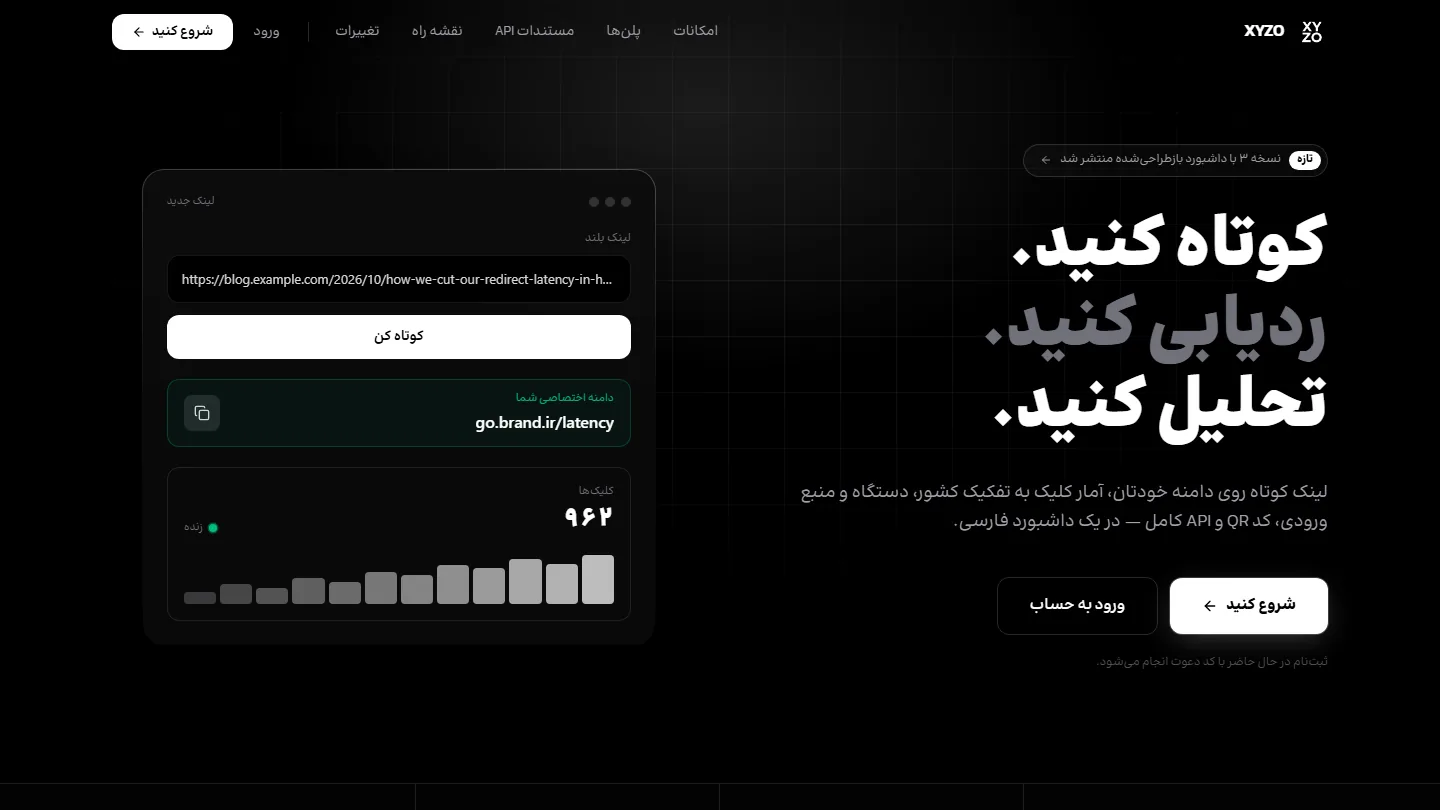 XY
ZO
XYZO
امکانات
پلن‌ها
مستندات API
نقشه راه
تغییرات
ورود
شروع کنید ←
تازه نسخه ۳ با داشبورد بازطراحی‌شده منتشر شد ←
کوتاه کنید.
ردیابی کنید.
تحلیل کنید.
لینک کوتاه روی دامنه خودتان، آمار کلیک به تفکیک کشور، دستگاه و منبع
ورودی، کد QR و API کامل — در یک داشبورد فارسی.
شروع کنید ←
ورود به حساب
ثبت‌نام در حال حاضر با کد دعوت انجام می‌شود.
لینک جدید
لینک بلند
https://blog.example.com/2026/10/how-we-cut-our-redirect-latency-in-h...
کوتاه کن
دامنه اختصاصی شما
go.brand.ir/latency
کلیک‌ها
۹۶۲
زنده